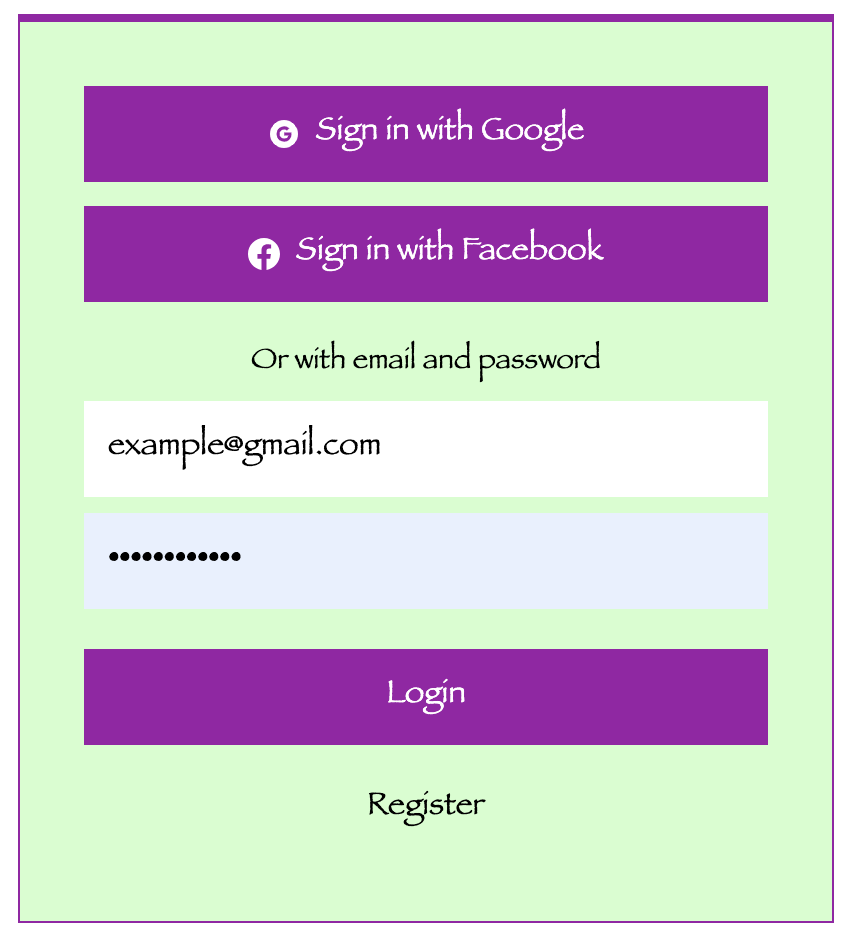 Sign in with Google
Sign in with Facebook
Or with email and password
example@gmail.com
••••••••••••
Login
Register